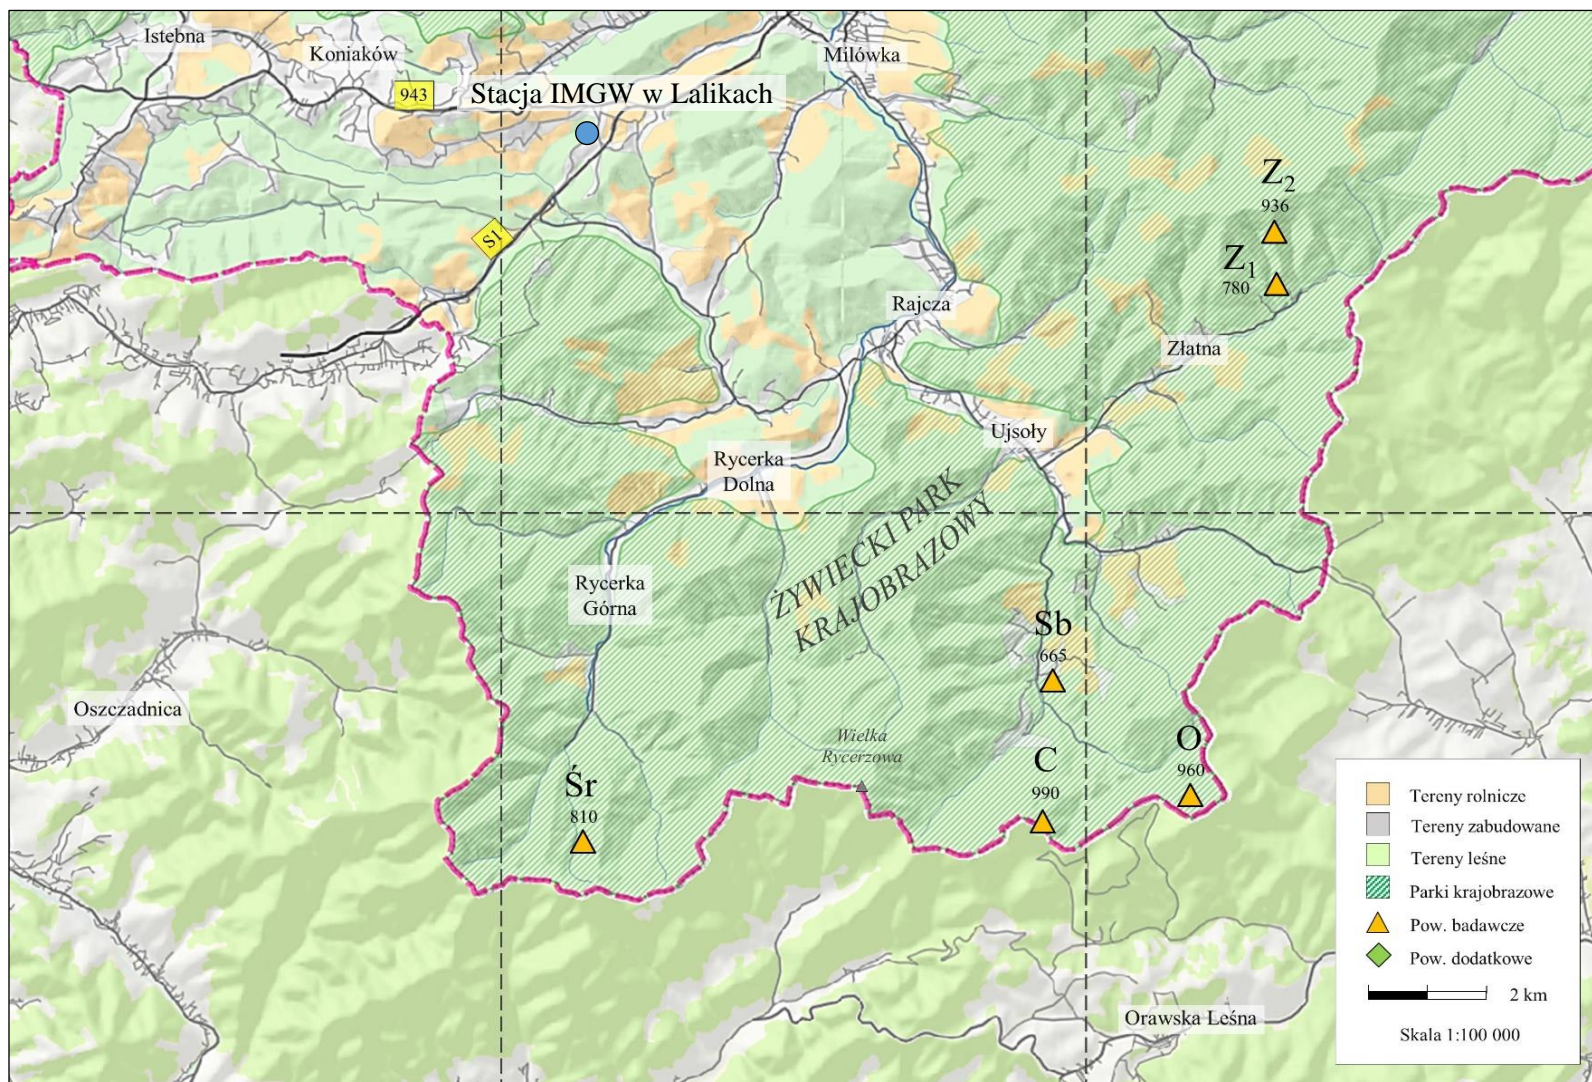 Istebna
Koniaków
Milówka
943
Stacja IMGW w Lalikach
Z₂
936
S1
Z₁
780
Rajcza
Złatna
Ujsoły
Rycerka
Dolna
ŻYWIECKI PARK
KRAJOBRAZOWY
Rycerka
Górna
Sb
665
Oszczadnica
Wielka
Rycerzowa
O
960
C
990
Śr
810
Tereny rolnicze
Tereny zabudowane
Tereny leśne
Parki krajobrazowe
Pow. badawcze
Pow. dodatkowe
2 km
Skala 1:100 000
Orawska Leśna